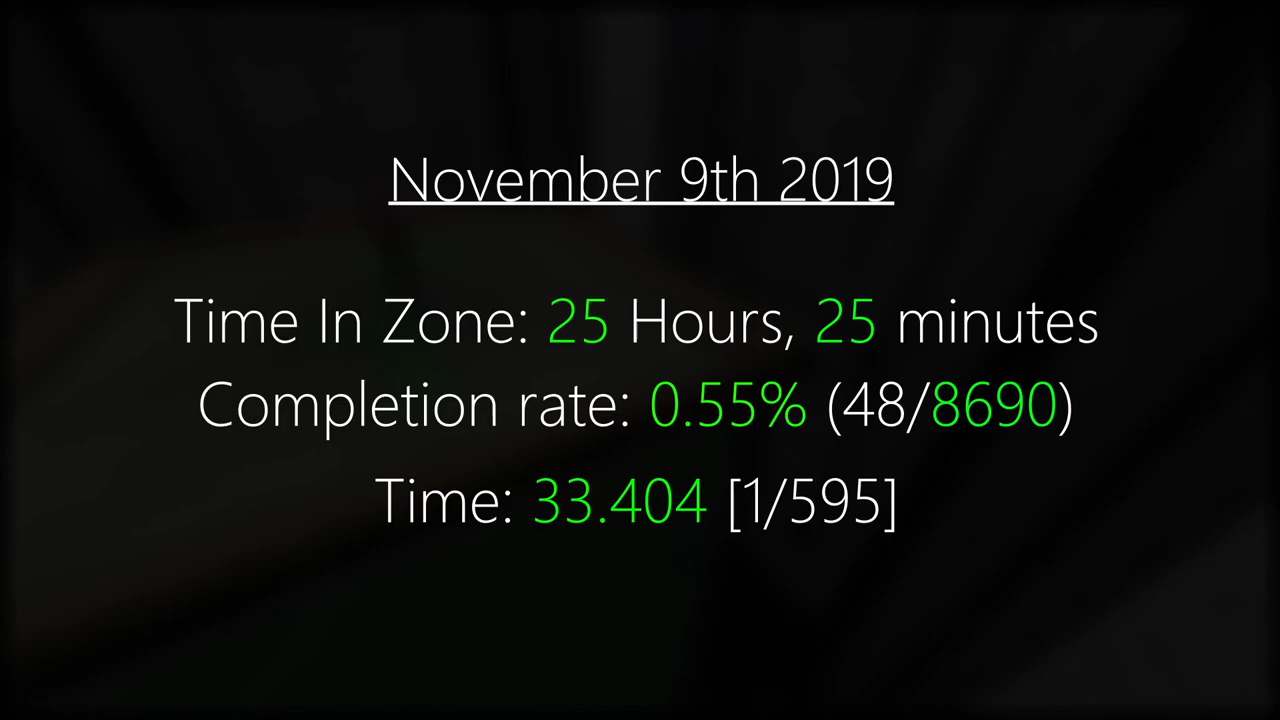 November 9th 2019
Time In Zone: 25 Hours, 25 minutes
Completion rate: 0.55% (48/8690)
Time: 33.404 [1/595]